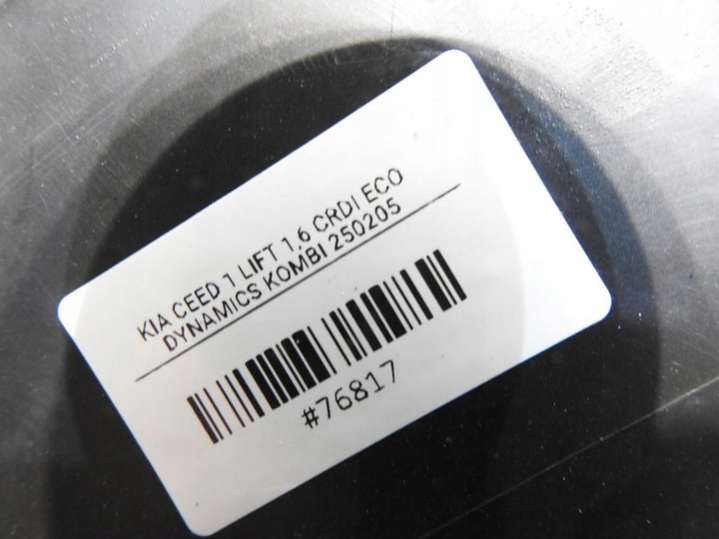 KIA CEED 1 LIFT 1,6 CRDI ECO
DYNAMICS KOMBI 250205
#76817